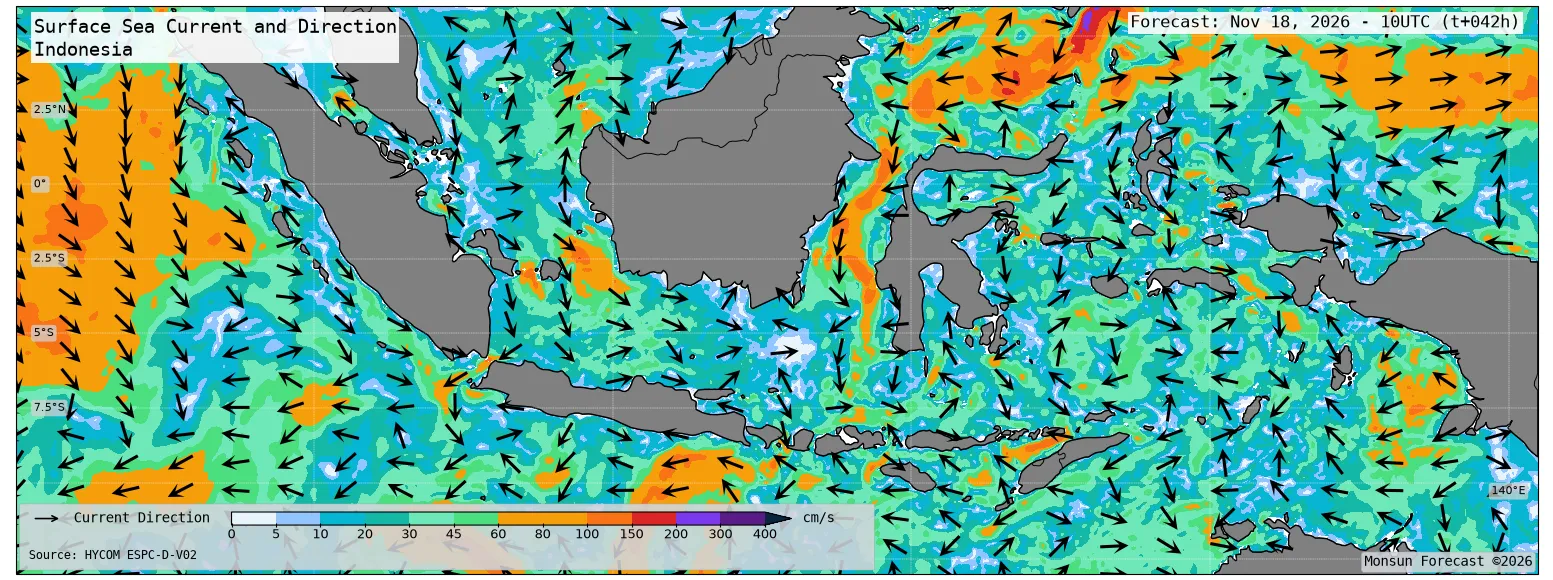 Surface Sea Current and Direction
Indonesia
Forecast: Nov 18, 2026 - 10UTC (t+042h)
2.5°N
0°
2.5°S
5°S
7.5°S
140°E
Current Direction
0 5 10 20 30 45 60 80 100 150 200 300 400 cm/s
Source: HYCOM ESPC-D-V02
Monsun Forecast ©2026